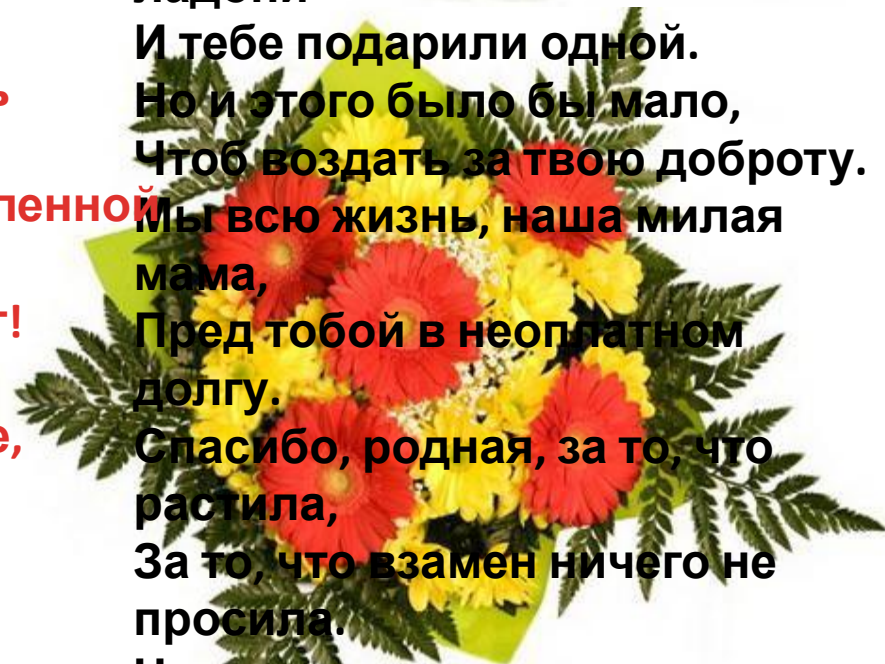 И тебе подарили одной.
Но и этого было бы мало,
Чтоб воздать за твою доброту.
Мы всю жизнь, наша милая
мама,
Пред тобой в неоплатном
долгу.
Спасибо, родная, за то, что
растила,
За то, что взамен ничего не
просила.